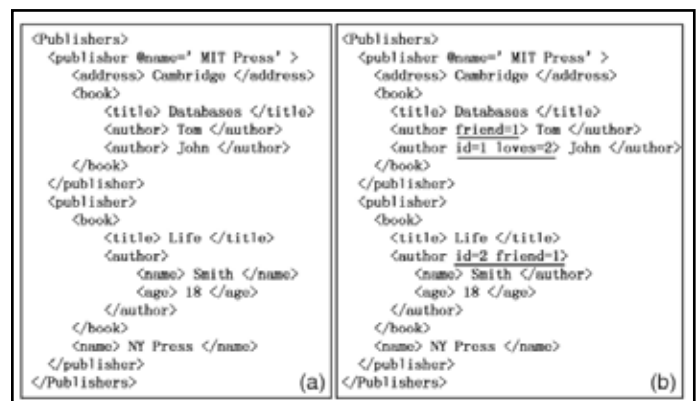 <Publishers>
<publisher @name=' MIT Press' >
<address> Cambridge </address>
<book>
<title> Databases </title>
<author> Tom </author>
<author> John </author>
</book>
</publisher>
<publisher>
<book>
<title> Life </title>
<author>
<name> Smith </name>
<age> 18 </age>
</author>
</book>
<name> NY Press </name>
</publisher>
</Publishers>
(a)
<Publishers>
<publisher @name=' MIT Press' >
<address> Cambridge </address>
<book>
<title> Databases </title>
<author friend=1> Tom </author>
<author id=1 loves=2> John </author>
</book>
</publisher>
<publisher>
<book>
<title> Life </title>
<author id=2 friend=1>
<name> Smith </author>
<age> 18 </age>
</author>
</book>
<name> NY Press </name>
</publisher>
</Publishers>
(b)